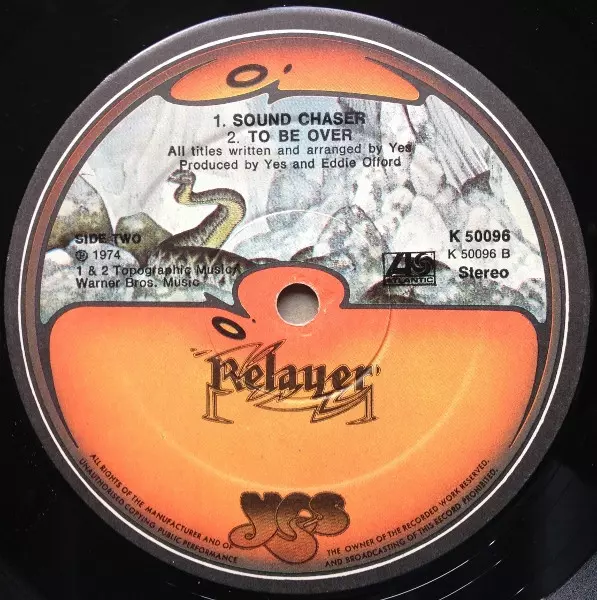 1. SOUND CHASER
2. TO BE OVER
All titles written and arranged by Yes
Produced by Yes and Eddie Offord
SIDE TWO
℗ 1974
1 & 2 Topographic Music/
Warner Bros. Music
K 50096
K 50096 B
ATLANTIC
Stereo
"Relayer"
Yes
ALL RIGHTS OF THE MANUFACTURER AND OF
THE OWNER OF THE RECORDED WORK RESERVED.
UNAUTHORISED COPYING PUBLIC PERFORMANCE
AND BROADCASTING OF THIS RECORD PROHIBITED.